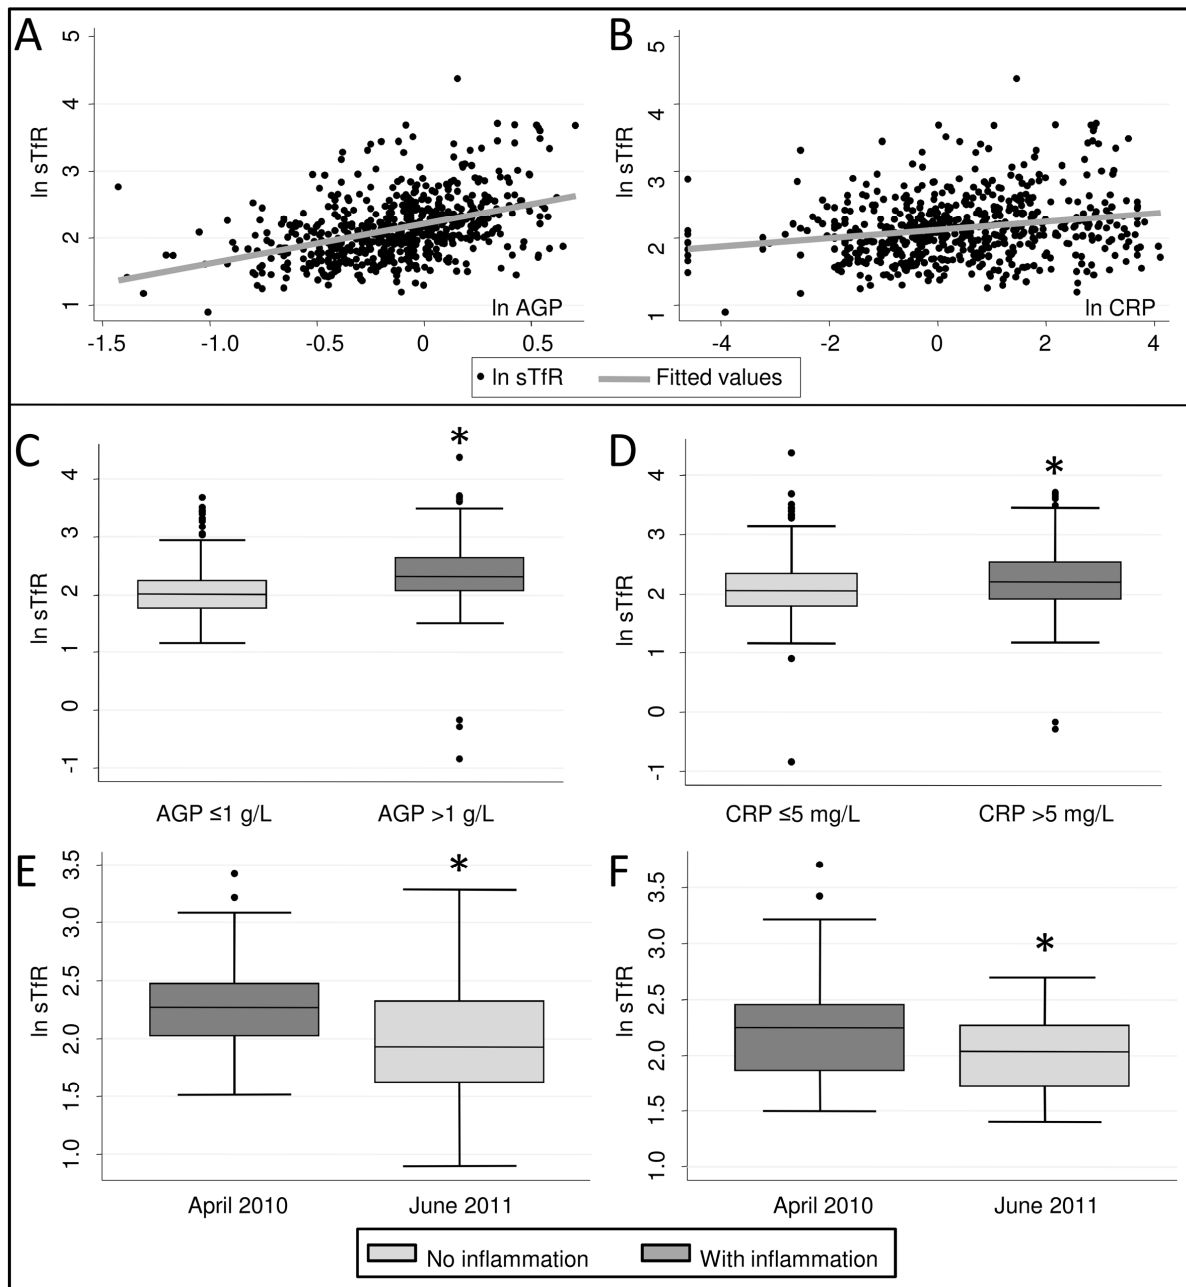 A
B
5
4
3
2
1
ln sTfR
ln AGP
-1.5
-1.0
-0.5
0
0.5
5
4
3
2
1
ln sTfR
ln CRP
-4
-2
0
2
4
ln sTfR
Fitted values
C
*
4
3
2
1
0
-1
ln sTfR
AGP ≤1 g/L
AGP >1 g/L
D
*
4
3
2
1
0
-1
ln sTfR
CRP ≤5 mg/L
CRP >5 mg/L
E
*
3.5
3.0
2.5
2.0
1.5
1.0
ln sTfR
April 2010
June 2011
F
*
3.5
3.0
2.5
2.0
1.5
1.0
ln sTfR
April 2010
June 2011
No inflammation
With inflammation